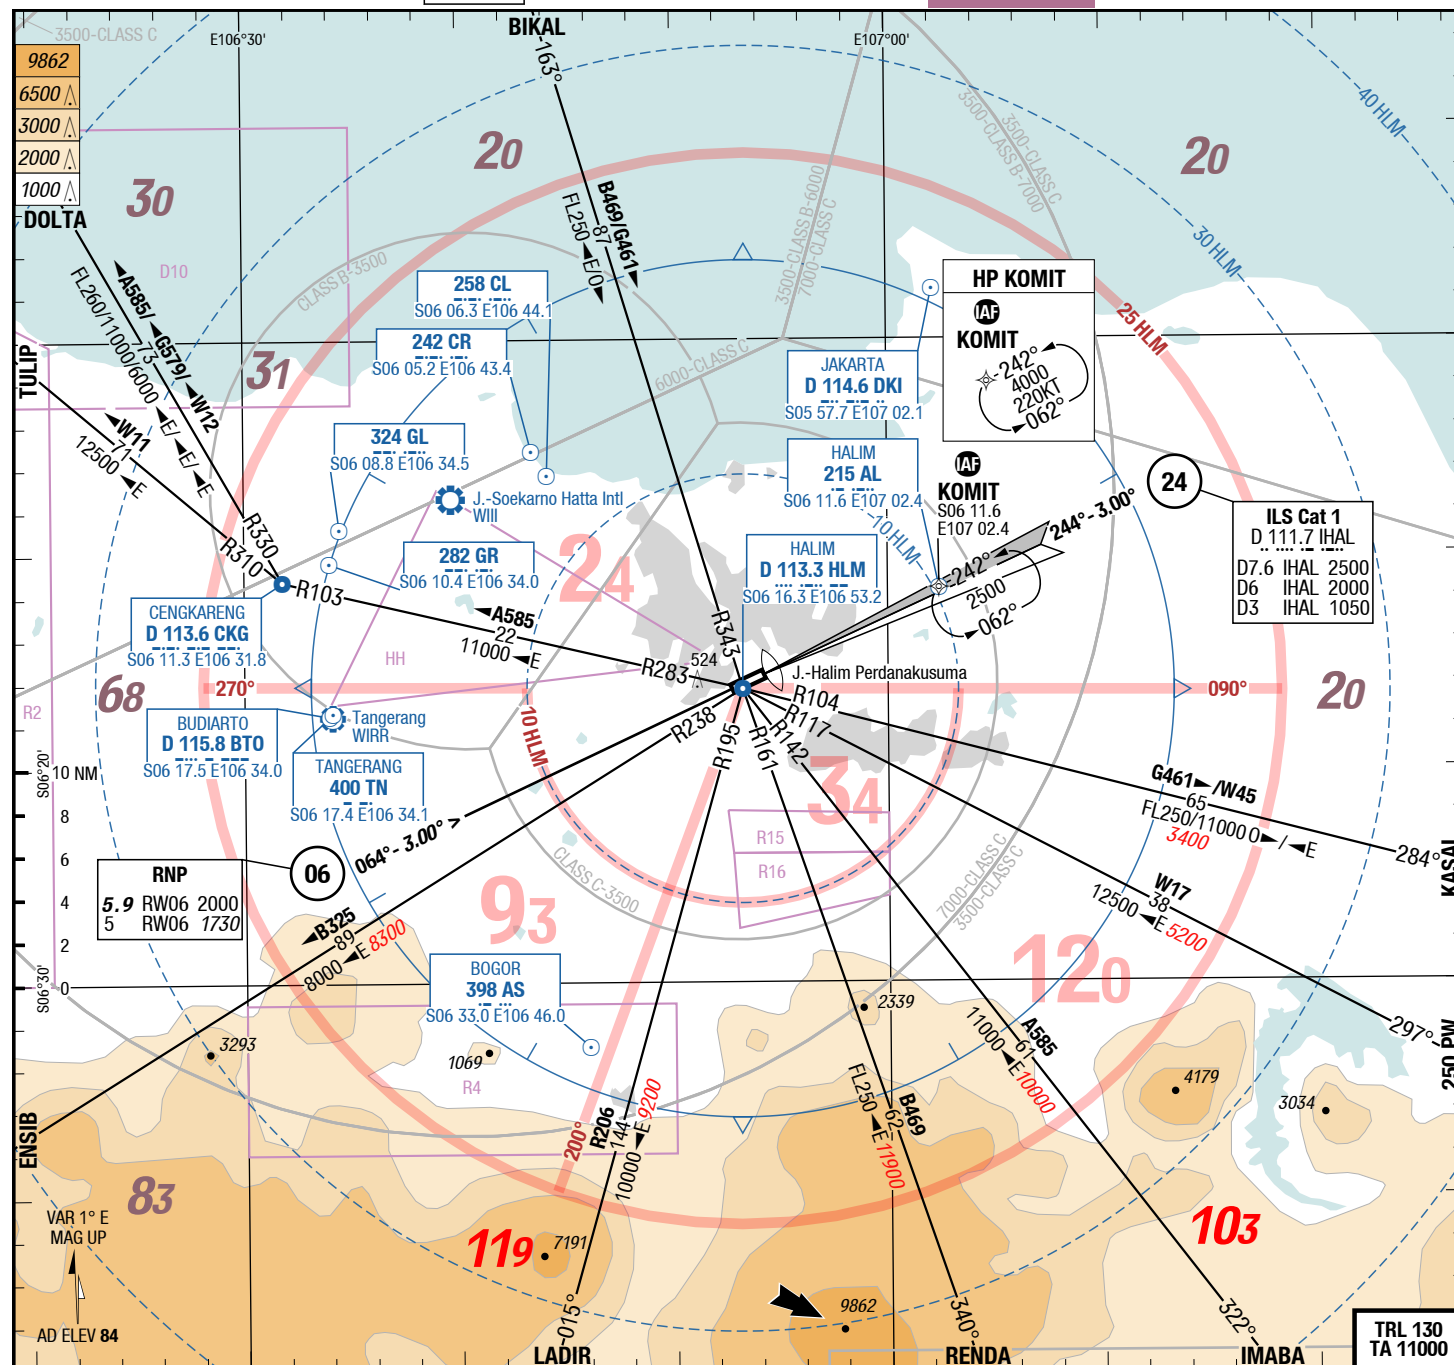 3500-CLASS C
E106°30'
BIKAL
163°
E107°00'
9862
6500
3000
2000
1000
DOLTA
30
D10
20
20
40 HLM
30 HLM
25 HLM
3500-CLASS C
3500-CLASS B-7000
3500-CLASS B-6000
7000-CLASS C
CLASS B-3500
6000-CLASS C
B469/G461
87
FL250 E/O
A585/ G579/ W12
73
FL260/11000/6000 E/ E/ E
TULIP
W11
71
12500 E
31
258 CL
S06 06.3 E106 44.1
242 CR
S06 05.2 E106 43.4
324 GL
S06 08.8 E106 34.5
J.-Soekarno Hatta Intl
WIII
282 GR
S06 10.4 E106 34.0
JAKARTA
D 114.6 DKI
S05 57.7 E107 02.1
HALIM
215 AL
S06 11.6 E107 02.4
HP KOMIT
IAF
KOMIT
242°
4000
220KT
062°
IAF
KOMIT
S06 11.6
E107 02.4
10 HLM
244°- 3.00°
24
ILS Cat 1
D 111.7 IHAL
D7.6 IHAL 2500
D6 IHAL 2000
D3 IHAL 1050
HALIM
D 113.3 HLM
S06 16.3 E106 53.2
242°
2500
062°
R330
R310
R103
24
CENGKARENG
D 113.6 CKG
S06 11.3 E106 31.8
A585
22
11000 E
HH
R283
524
R343
J.-Halim Perdanakusuma
R2
68
270°
090°
20
BUDIARTO
D 115.8 BTO
S06 17.5 E106 34.0
Tangerang
WIRR
10 HLM
R238
R195
R161
R142
R117
R104
TANGERANG
400 TN
S06 17.4 E106 34.1
S06°20'
10 NM
8
6
4
2
0
S06°30'
34
R15
R16
G461 /W45
65
FL250/11000 O / E
3400
284°
KASAL
064°- 3.00° >
06
RNP
5.9 RW06 2000
5 RW06 1730
CLASS C-3500
7000-CLASS C
3500-CLASS C
W17
38
12500 E 5200
93
B325
89
8000 E 8300
120
BOGOR
398 AS
S06 33.0 E106 46.0
2339
297°
250 PW
3293
1069
R4
A585
61
11000 E 10000
4179
3034
ENSIB
200°
R206
144
10000 E 9200
B469
62
FL250 E 11900
83
VAR 1° E
MAG UP
119
7191
103
9862
AD ELEV 84
015°
LADIR
340°
RENDA
322°
IMABA
TRL 130
TA 11000